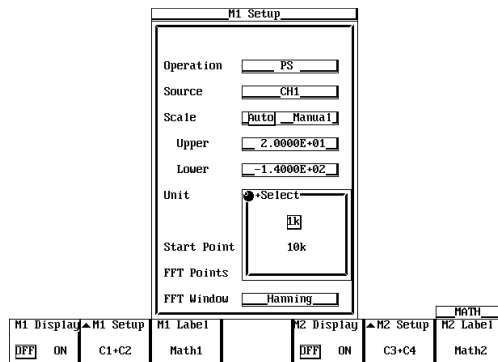 M1 Setup
Operation PS
Source CH1
Scale Auto Manual
Upper 2.0000E+01
Lower -1.4000E+02
Unit +Select
1k
Start Point 10k
FFT Points
FFT Window Hanning
MATH
M1 Display ▲M1 Setup M1 Label M2 Display ▲M2 Setup M2 Label
OFF ON C1+C2 Math1 OFF ON C3+C4 Math2